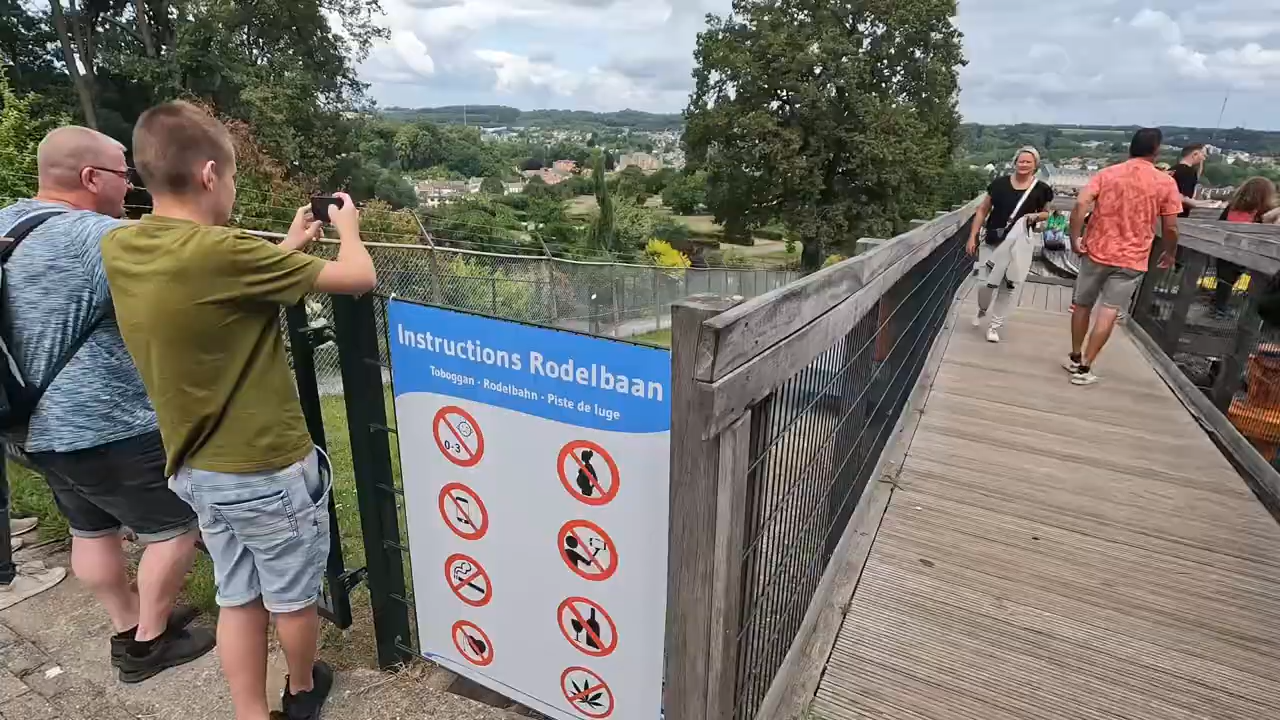 Instructions Rodelbaan
Toboggan · Rodelbahn · Piste de luge
0-3